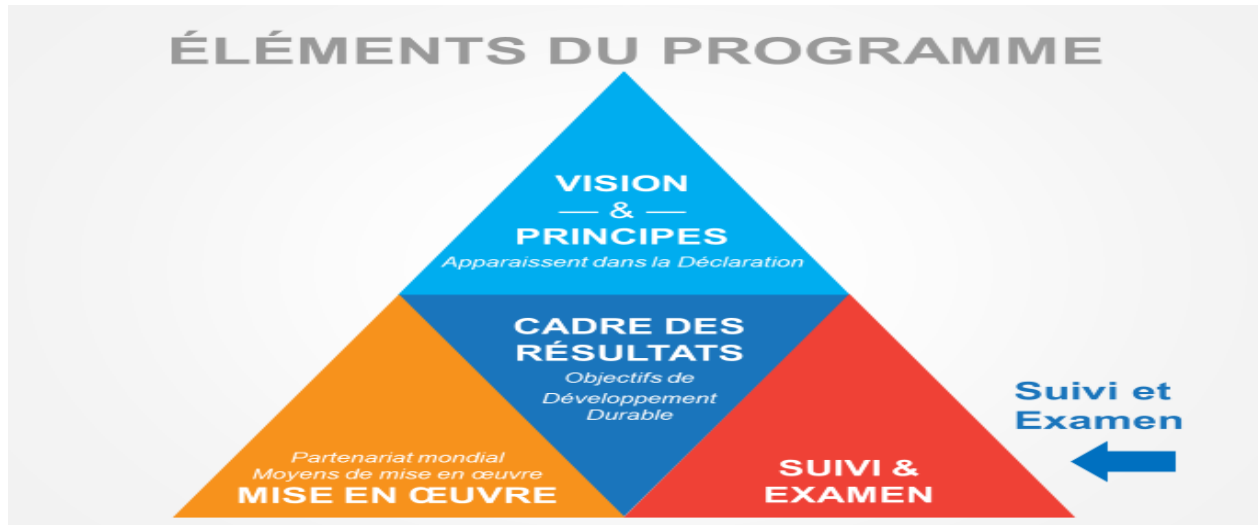 ÉLÉMENTS DU PROGRAMME
VISION
&
PRINCIPES
Apparaissent dans la Déclaration
CADRE DES
RÉSULTATS
Objectifs de
Développement
Durable
Partenariat mondial
Moyens de mise en œuvre
MISE EN ŒUVRE
SUIVI &
EXAMEN
Suivi et
Examen